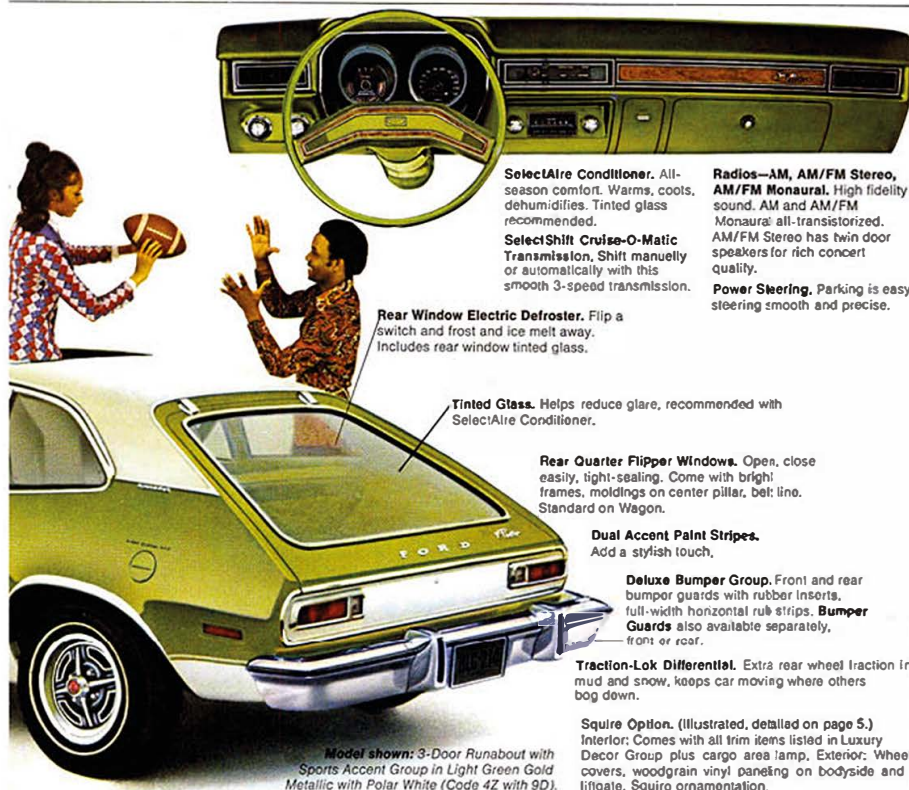 SelectAire Conditioner. All-
season comfort. Warms, cools,
dehumidifies. Tinted glass
recommended.
SelectShift Cruise-O-Matic
Transmission, Shift manually
or automatically with this
smooth 3-speed transmission.
Radios—AM, AM/FM Stereo,
AM/FM Monaural. High fidelity
sound. AM and AM/FM
Monaural all-transistorized.
AM/FM Stereo has twin door
speakers for rich concert
quality.
Power Steering. Parking is easy
steering smooth and precise.
Rear Window Electric Defroster. Flip a
switch and frost and ice melt away.
Includes rear window tinted glass.
Tinted Glass. Helps reduce glare, recommended with
SelectAire Conditioner.
Rear Quarter Flipper Windows. Open, close
easily, tight-sealing. Come with bright
frames, moldings on center pillar, belt line.
Standard on Wagon.
Dual Accent Paint Stripes.
Add a stylish touch.
Deluxe Bumper Group. Front and rear
bumper guards with rubber inserts,
full-width horizontal rub strips. Bumper
Guards also available separately,
front or rear.
Traction-Lok Differential. Extra rear wheel traction in
mud and snow, keeps car moving where others
bog down.
Squire Option. (Illustrated, detailed on page 5.)
Interior: Comes with all trim items listed in Luxury
Decor Group plus cargo area lamp, Exterior: Wheel
covers, woodgrain vinyl paneling on bodyside and
liftgate. Squire ornamentation.
FORD Pinto
Model shown: 3-Door Runabout with
Sports Accent Group in Light Green Gold
Metallic with Polar White (Code 4Z with 9D).